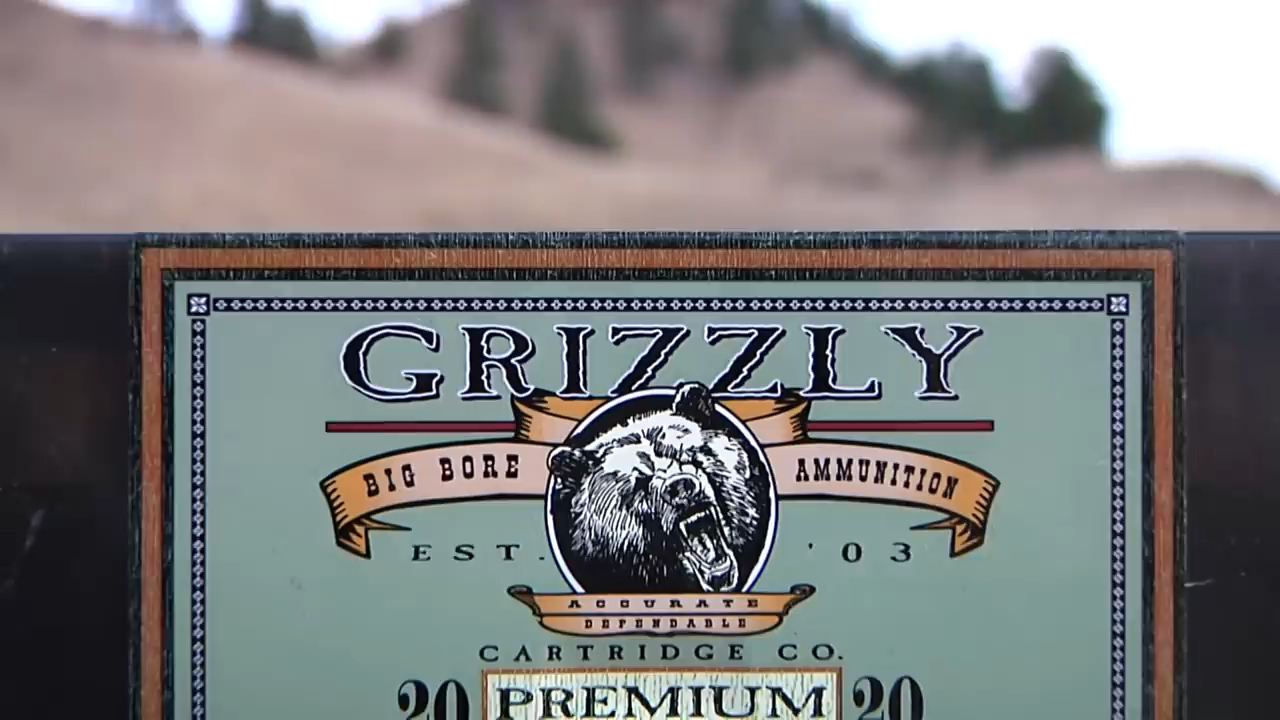 GRIZZLY
BIG BORE AMMUNITION
EST. '03
ACCURATE
DEPENDABLE
CARTRIDGE CO.
20 PREMIUM 20